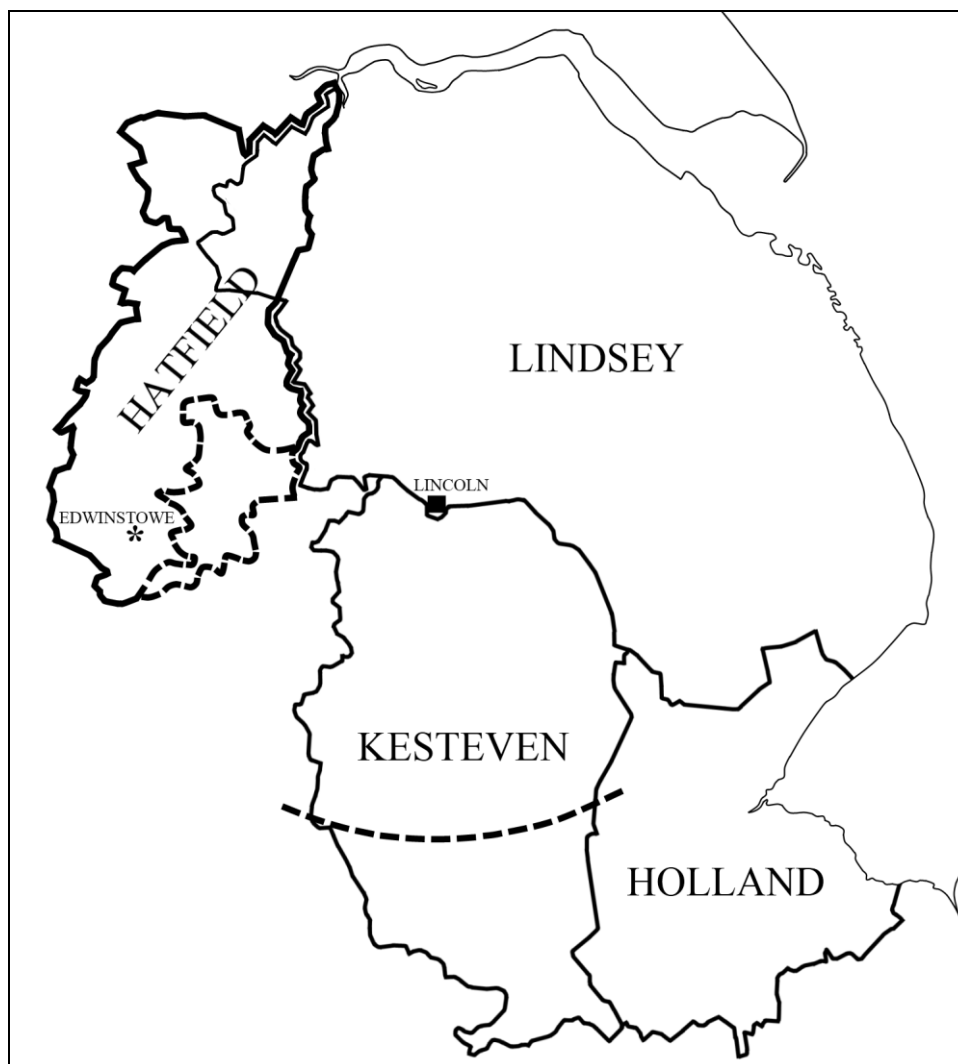 HATFIELD
LINDSEY
LINCOLN
EDWINSTOWE
*
KESTEVEN
HOLLAND